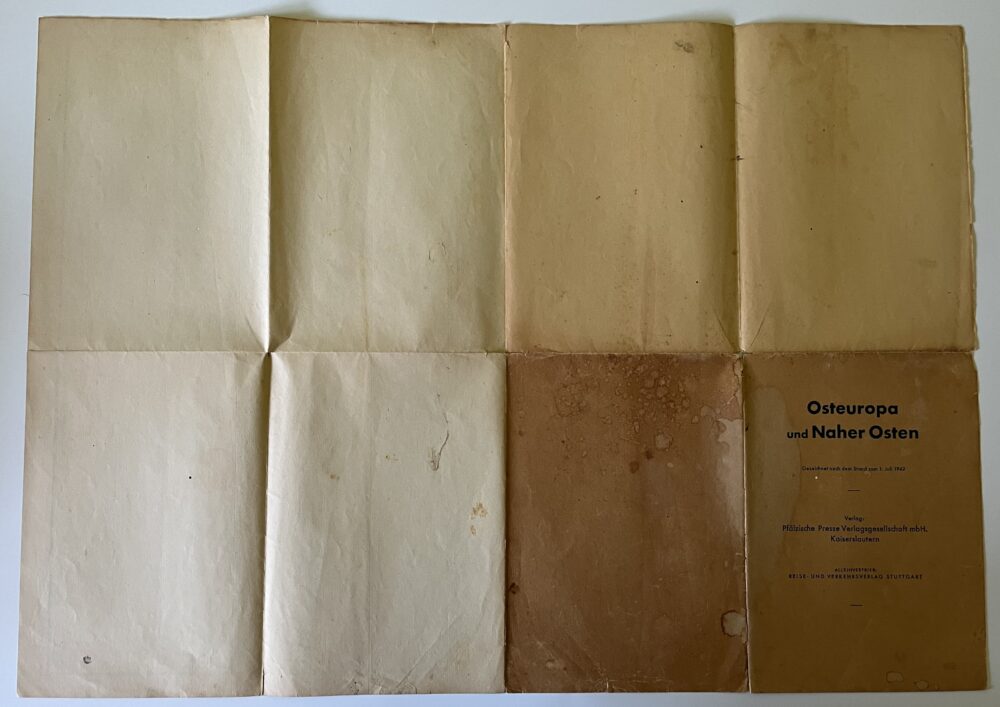 Osteuropa
und Naher Osten
Gezeichnet nach dem Stand vom 1. Juli 1942
Verlag:
Pfälzische Presse Verlagsgesellschaft mbH.
Kaiserslautern
ALLEINVERTRIEB:
REISE- UND VERKEHRSVERLAG STUTTGART